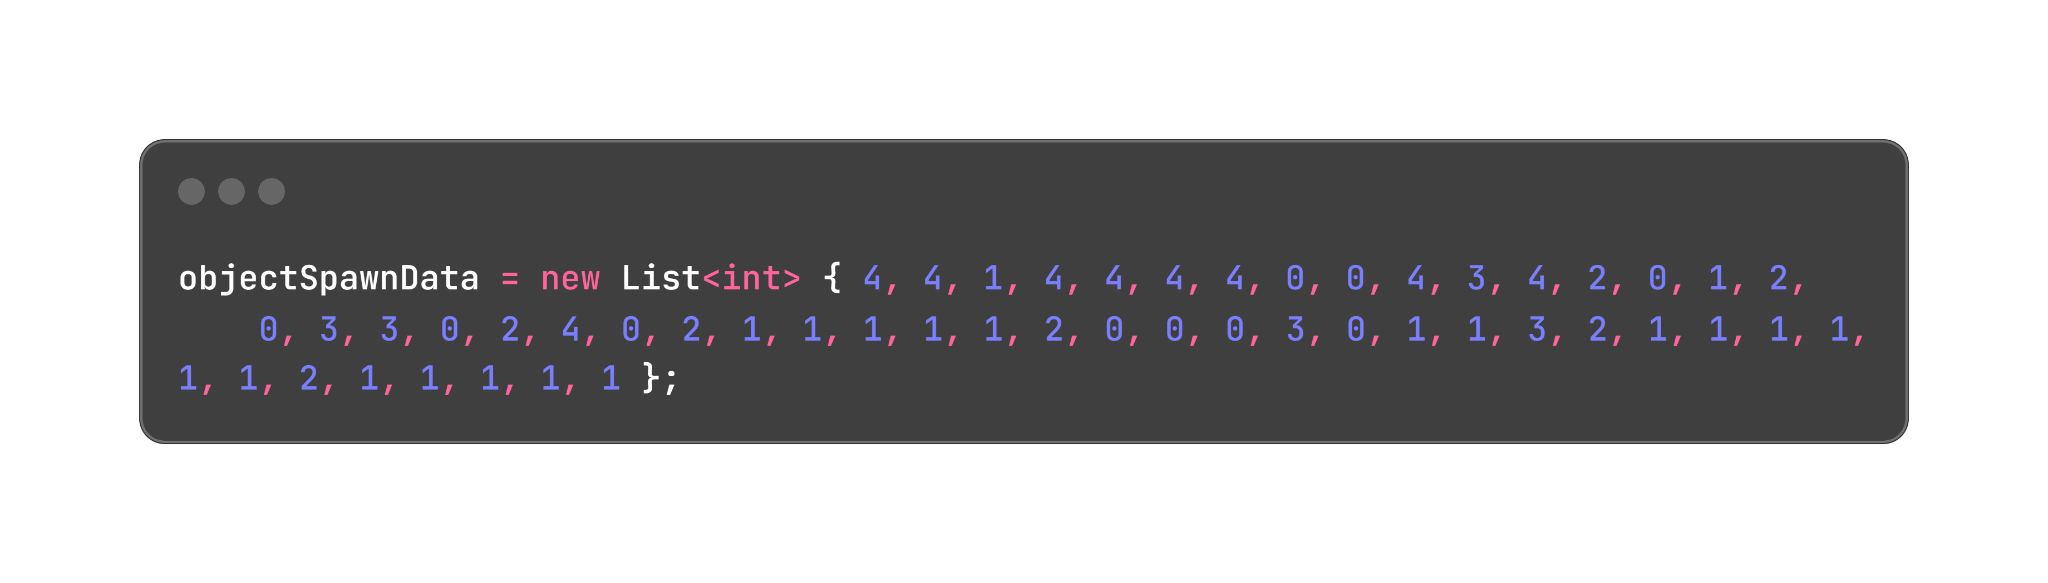 objectSpawnData = new List<int> { 4, 4, 1, 4, 4, 4, 4, 0, 0, 4, 3, 4, 2, 0, 1, 2,
    0, 3, 3, 0, 2, 4, 0, 2, 1, 1, 1, 1, 1, 2, 0, 0, 0, 3, 0, 1, 1, 3, 2, 1, 1, 1, 1,
1, 1, 2, 1, 1, 1, 1, 1 };